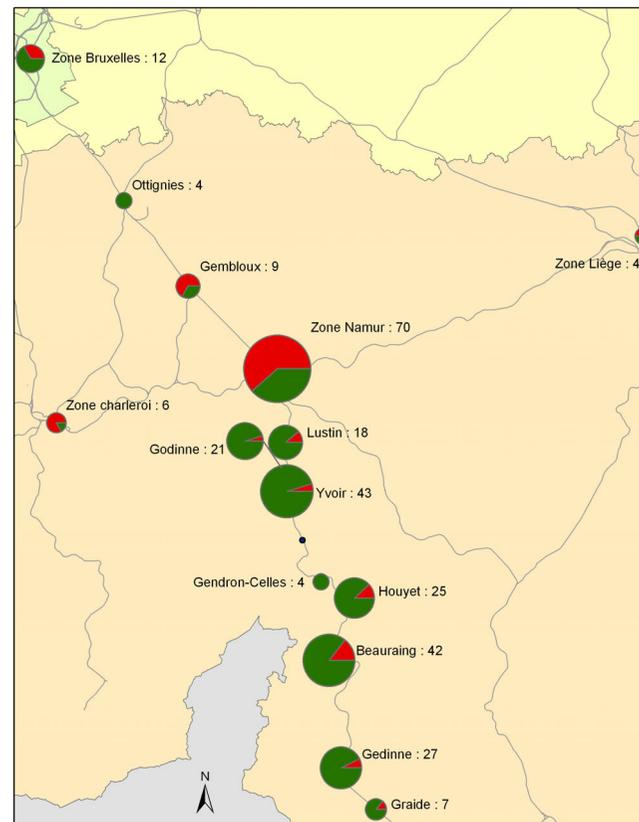 Zone Bruxelles : 12
Ottignies : 4
Gembloux : 9
Zone Liège : 4
Zone Namur : 70
Zone charleroi : 6
Lustin : 18
Godinne : 21
Yvoir : 43
Gendron-Celles : 4
Houyet : 25
Beauraing : 42
Gedinne : 27
N
Graide : 7